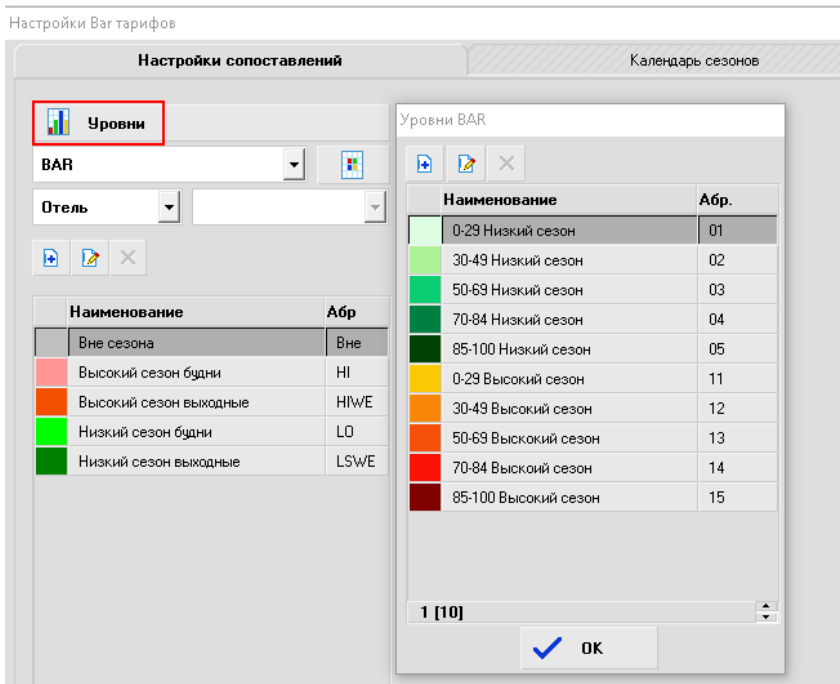 Настройки Bar тарифов
Настройки сопоставлений
Календарь сезонов
Уровни
BAR
Отель
Наименование Абр
Вне сезона Вне
Высокий сезон будни HI
Высокий сезон выходные HIWE
Низкий сезон будни LO
Низкий сезон выходные LSWE
Уровни BAR
Наименование Абр.
0-29 Низкий сезон 01
30-49 Низкий сезон 02
50-69 Низкий сезон 03
70-84 Низкий сезон 04
85-100 Низкий сезон 05
0-29 Высокий сезон 11
30-49 Высокий сезон 12
50-69 Выскокий сезон 13
70-84 Выскоий сезон 14
85-100 Высокий сезон 15
1 [10]
OK